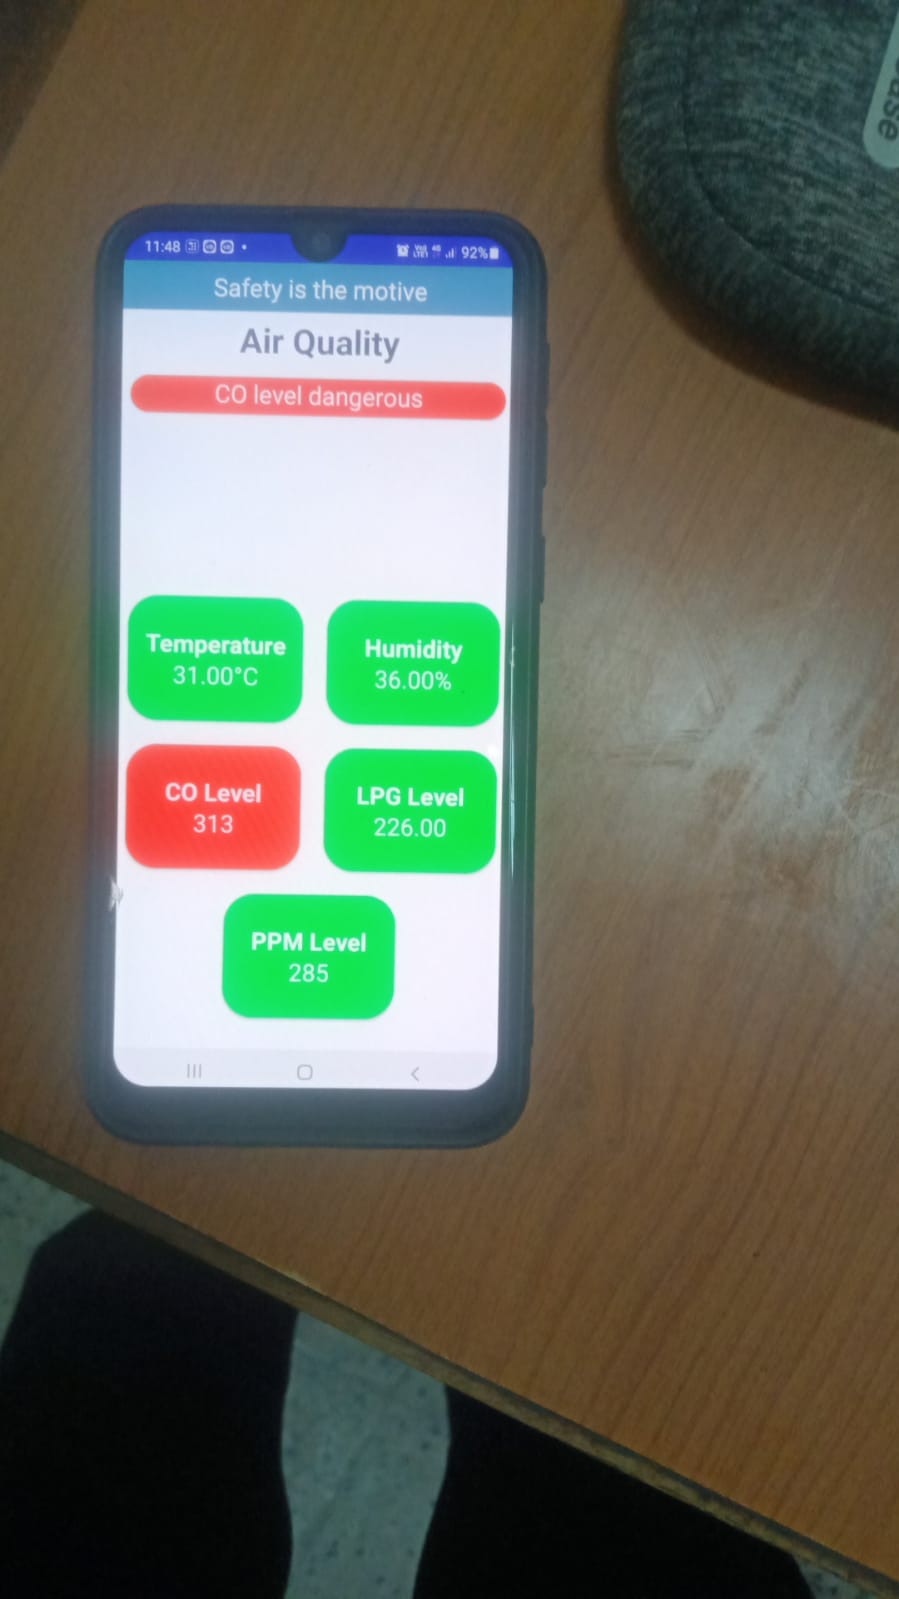 11:48
92%
Safety is the motive
Air Quality
CO level dangerous
Temperature
31.00°C
Humidity
36.00%
CO Level
313
LPG Level
226.00
PPM Level
285